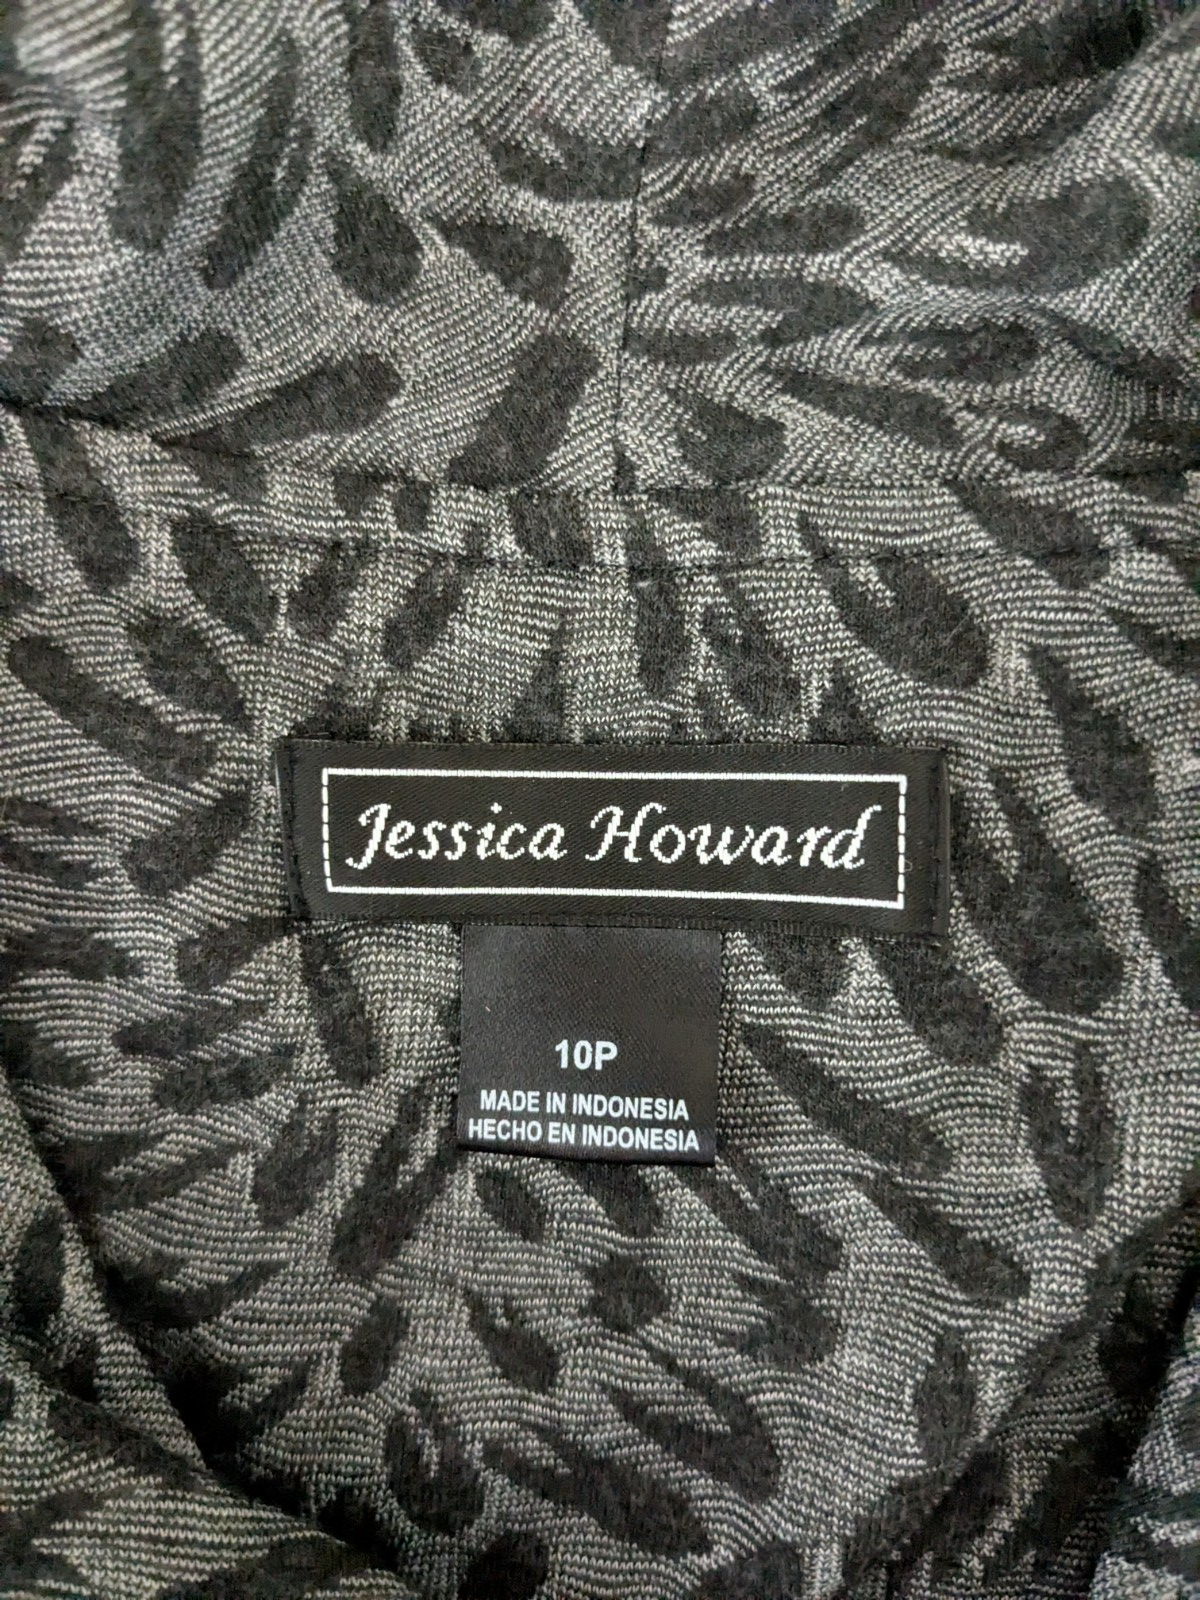 Jessica Howard
10P
MADE IN INDONESIA
HECHO EN INDONESIA